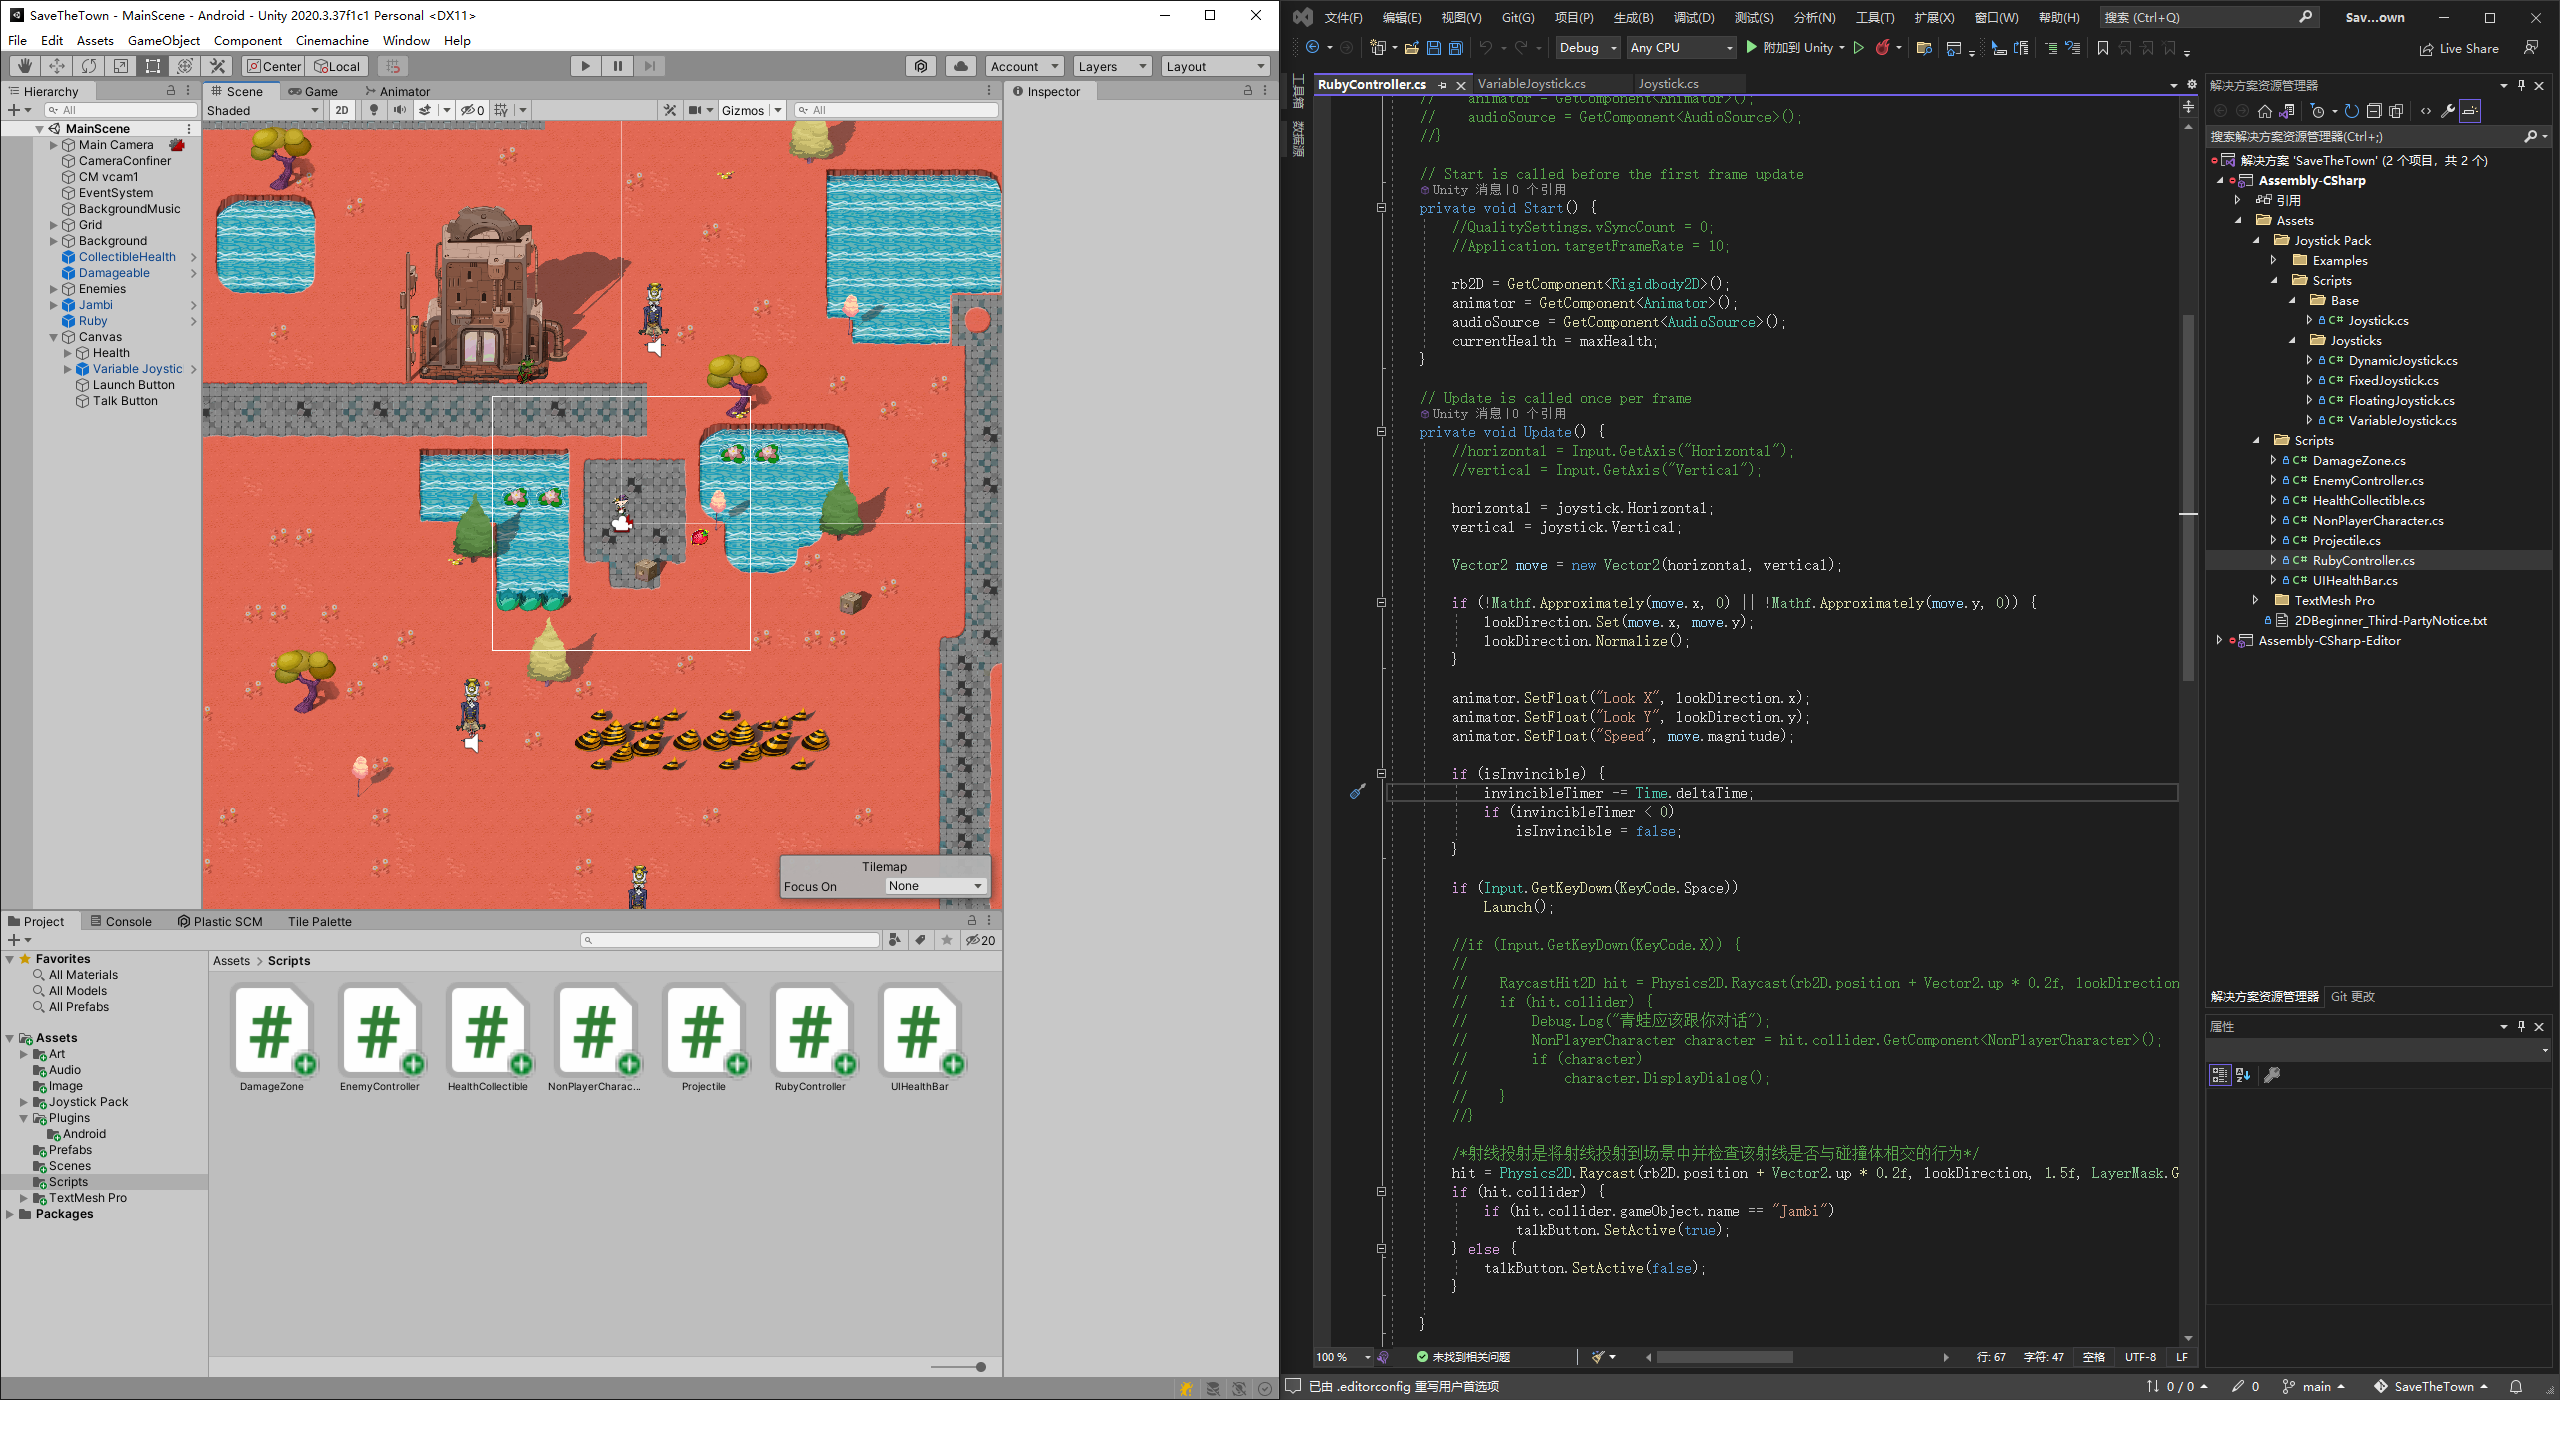 SaveTheTown - MainScene - Android - Unity 2020.3.37f1c1 Personal <DX11>
File Edit Assets GameObject Component Cinemachine Window Help
Center Local
Account Layers Layout
Hierarchy
All
MainScene
Main Camera
CameraConfiner
CM vcam1
EventSystem
BackgroundMusic
Grid
Background
CollectibleHealth
Damageable
Enemies
Jambi
Ruby
Canvas
Health
Variable Joystic
Launch Button
Talk Button
Scene Game Animator
Shaded 2D 0 Gizmos All
Tilemap
Focus On None
Inspector
Project Console Plastic SCM Tile Palette
20
Favorites
All Materials
All Models
All Prefabs
Assets
Art
Audio
Image
Joystick Pack
Plugins
Android
Prefabs
Scenes
Scripts
TextMesh Pro
Packages
Assets > Scripts
DamageZone EnemyController HealthCollectible NonPlayerCharac... Projectile RubyController UIHealthBar
文件(F) 编辑(E) 视图(V) Git(G) 项目(P) 生成(B) 调试(D) 测试(S) 分析(N) 工具(T) 扩展(X) 窗口(W) 帮助(H) 搜索 (Ctrl+Q) Sav...own
Debug Any CPU 附加到 Unity Live Share
工具箱
数据源
RubyController.cs VariableJoystick.cs Joystick.cs
//    animator = GetComponent<Animator>();
//    audioSource = GetComponent<AudioSource>();
//}
// Start is called before the first frame update
Unity 消息|0 个引用
private void Start() {
//QualitySettings.vSyncCount = 0;
//Application.targetFrameRate = 10;
rb2D = GetComponent<Rigidbody2D>();
animator = GetComponent<Animator>();
audioSource = GetComponent<AudioSource>();
currentHealth = maxHealth;
}
// Update is called once per frame
Unity 消息|0 个引用
private void Update() {
//horizontal = Input.GetAxis("Horizontal");
//vertical = Input.GetAxis("Vertical");
horizontal = joystick.Horizontal;
vertical = joystick.Vertical;
Vector2 move = new Vector2(horizontal, vertical);
if (!Mathf.Approximately(move.x, 0) || !Mathf.Approximately(move.y, 0)) {
lookDirection.Set(move.x, move.y);
lookDirection.Normalize();
}
animator.SetFloat("Look X", lookDirection.x);
animator.SetFloat("Look Y", lookDirection.y);
animator.SetFloat("Speed", move.magnitude);
if (isInvincible) {
invincibleTimer -= Time.deltaTime;
if (invincibleTimer < 0)
isInvincible = false;
}
if (Input.GetKeyDown(KeyCode.Space))
Launch();
//if (Input.GetKeyDown(KeyCode.X)) {
//
//    RaycastHit2D hit = Physics2D.Raycast(rb2D.position + Vector2.up * 0.2f, lookDirection
//    if (hit.collider) {
//        Debug.Log("青蛙应该跟你对话");
//        NonPlayerCharacter character = hit.collider.GetComponent<NonPlayerCharacter>();
//        if (character)
//            character.DisplayDialog();
//    }
//}
/*射线投射是将射线投射到场景中并检查该射线是否与碰撞体相交的行为*/
hit = Physics2D.Raycast(rb2D.position + Vector2.up * 0.2f, lookDirection, 1.5f, LayerMask.G
if (hit.collider) {
if (hit.collider.gameObject.name == "Jambi")
talkButton.SetActive(true);
} else {
talkButton.SetActive(false);
}
}
100 % 未找到相关问题 行: 67 字符: 47 空格 UTF-8 LF
已由 .editorconfig 重写用户首选项 0 / 0 0 main SaveTheTown
解决方案资源管理器
搜索解决方案资源管理器(Ctrl+;)
解决方案 'SaveTheTown' (2 个项目，共 2 个)
Assembly-CSharp
引用
Assets
Joystick Pack
Examples
Scripts
Base
C# Joystick.cs
Joysticks
C# DynamicJoystick.cs
C# FixedJoystick.cs
C# FloatingJoystick.cs
C# VariableJoystick.cs
Scripts
C# DamageZone.cs
C# EnemyController.cs
C# HealthCollectible.cs
C# NonPlayerCharacter.cs
C# Projectile.cs
C# RubyController.cs
C# UIHealthBar.cs
TextMesh Pro
2DBeginner_Third-PartyNotice.txt
Assembly-CSharp-Editor
解决方案资源管理器 Git 更改
属性